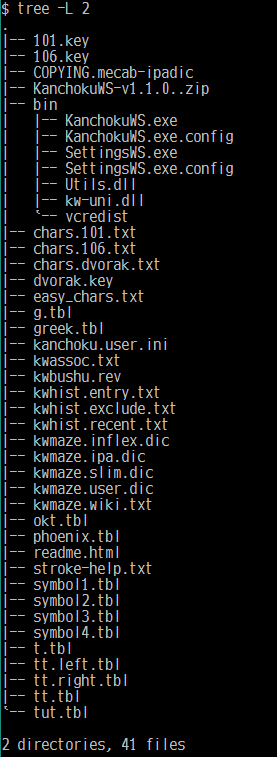 $ tree -L 2
.
|-- 101.key
|-- 106.key
|-- COPYING.mecab-ipadic
|-- KanchokuWS-v1.1.0..zip
|-- bin
|   |-- KanchokuWS.exe
|   |-- KanchokuWS.exe.config
|   |-- SettingsWS.exe
|   |-- SettingsWS.exe.config
|   |-- Utils.dll
|   |-- kw-uni.dll
|   `-- vcredist
|-- chars.101.txt
|-- chars.106.txt
|-- chars.dvorak.txt
|-- dvorak.key
|-- easy_chars.txt
|-- g.tbl
|-- greek.tbl
|-- kanchoku.user.ini
|-- kwassoc.txt
|-- kwbushu.rev
|-- kwhist.entry.txt
|-- kwhist.exclude.txt
|-- kwhist.recent.txt
|-- kwmaze.inflex.dic
|-- kwmaze.ipa.dic
|-- kwmaze.slim.dic
|-- kwmaze.user.dic
|-- kwmaze.wiki.txt
|-- okt.tbl
|-- phoenix.tbl
|-- readme.html
|-- stroke-help.txt
|-- symbol1.tbl
|-- symbol2.tbl
|-- symbol3.tbl
|-- symbol4.tbl
|-- t.tbl
|-- tt.left.tbl
|-- tt.right.tbl
|-- tt.tbl
`-- tut.tbl

2 directories, 41 files